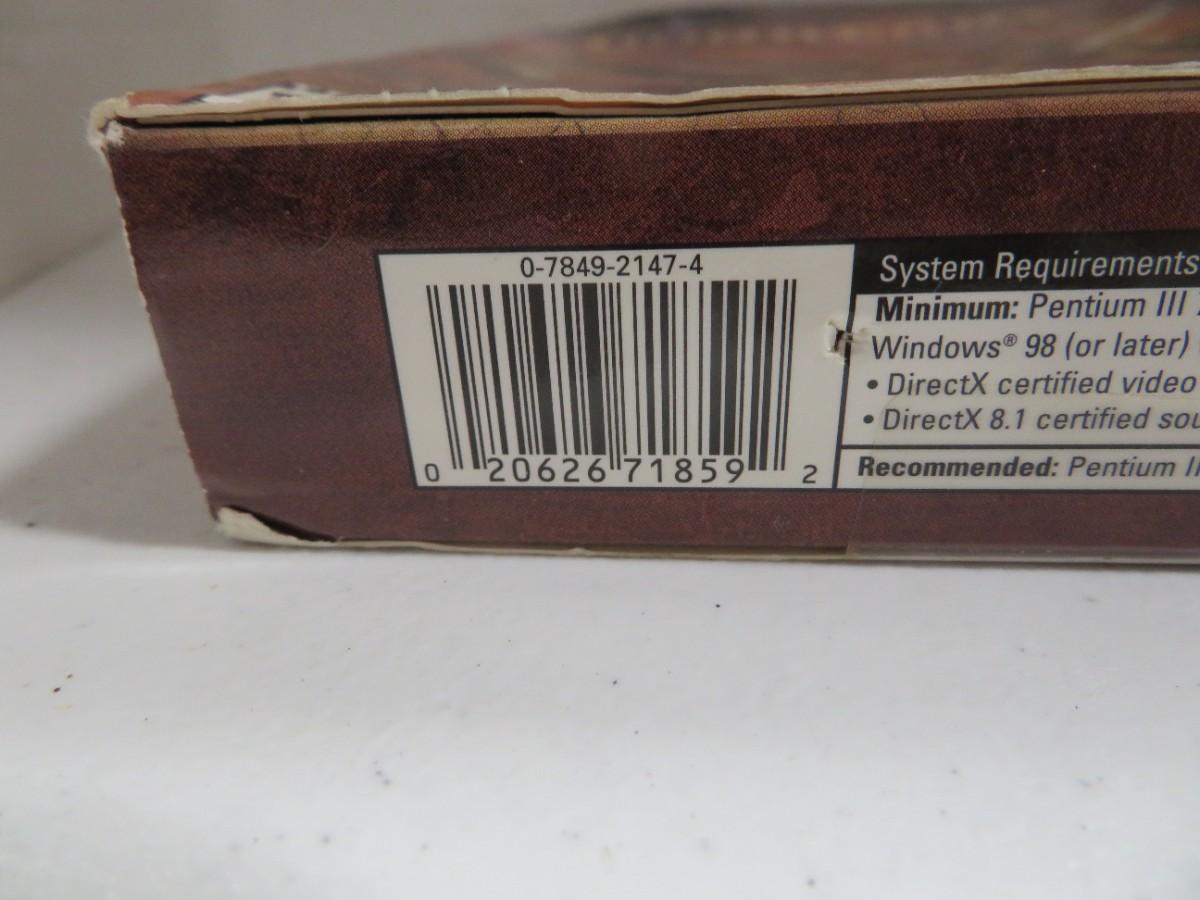 0-7849-2147-4
0 20626 71859 2
System Requirements
Minimum: Pentium III
Windows® 98 (or later)
• DirectX certified video
• DirectX 8.1 certified sou
Recommended: Pentium II